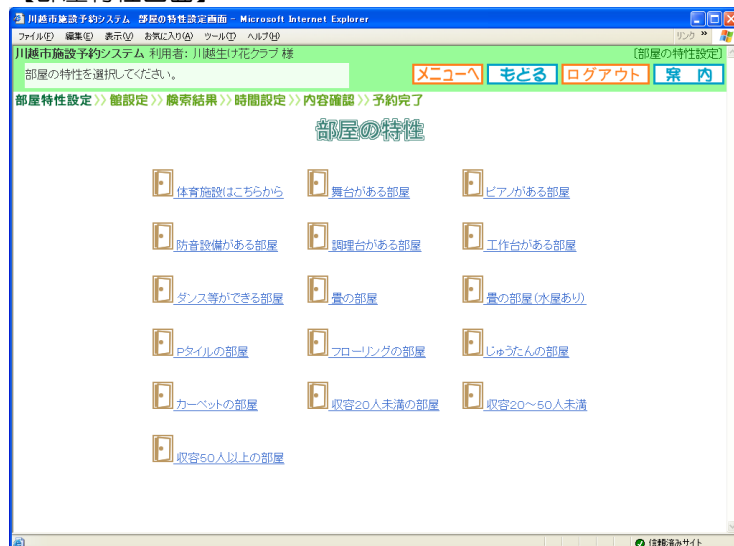 川越市施設予約システム 部屋の特性設定画面 - Microsoft Internet Explorer
ファイル(F) 編集(E) 表示(V) お気に入り(A) ツール(T) ヘルプ(H) リンク »
川越市施設予約システム 利用者: 川越生け花クラブ 様 [部屋の特性設定]
部屋の特性を選択してください。 メニューへ もどる ログアウト 案 内
部屋特性設定>>館設定>>検索結果>>時間設定>>内容確認>>予約完了
部屋の特性
体育施設はこちらから 舞台がある部屋 ピアノがある部屋
防音設備がある部屋 調理台がある部屋 工作台がある部屋
ダンス等ができる部屋 畳の部屋 畳の部屋(水屋あり)
Pタイルの部屋 フローリングの部屋 じゅうたんの部屋
カーペットの部屋 収容20人未満の部屋 収容20~50人未満
収容50人以上の部屋
信頼済みサイト